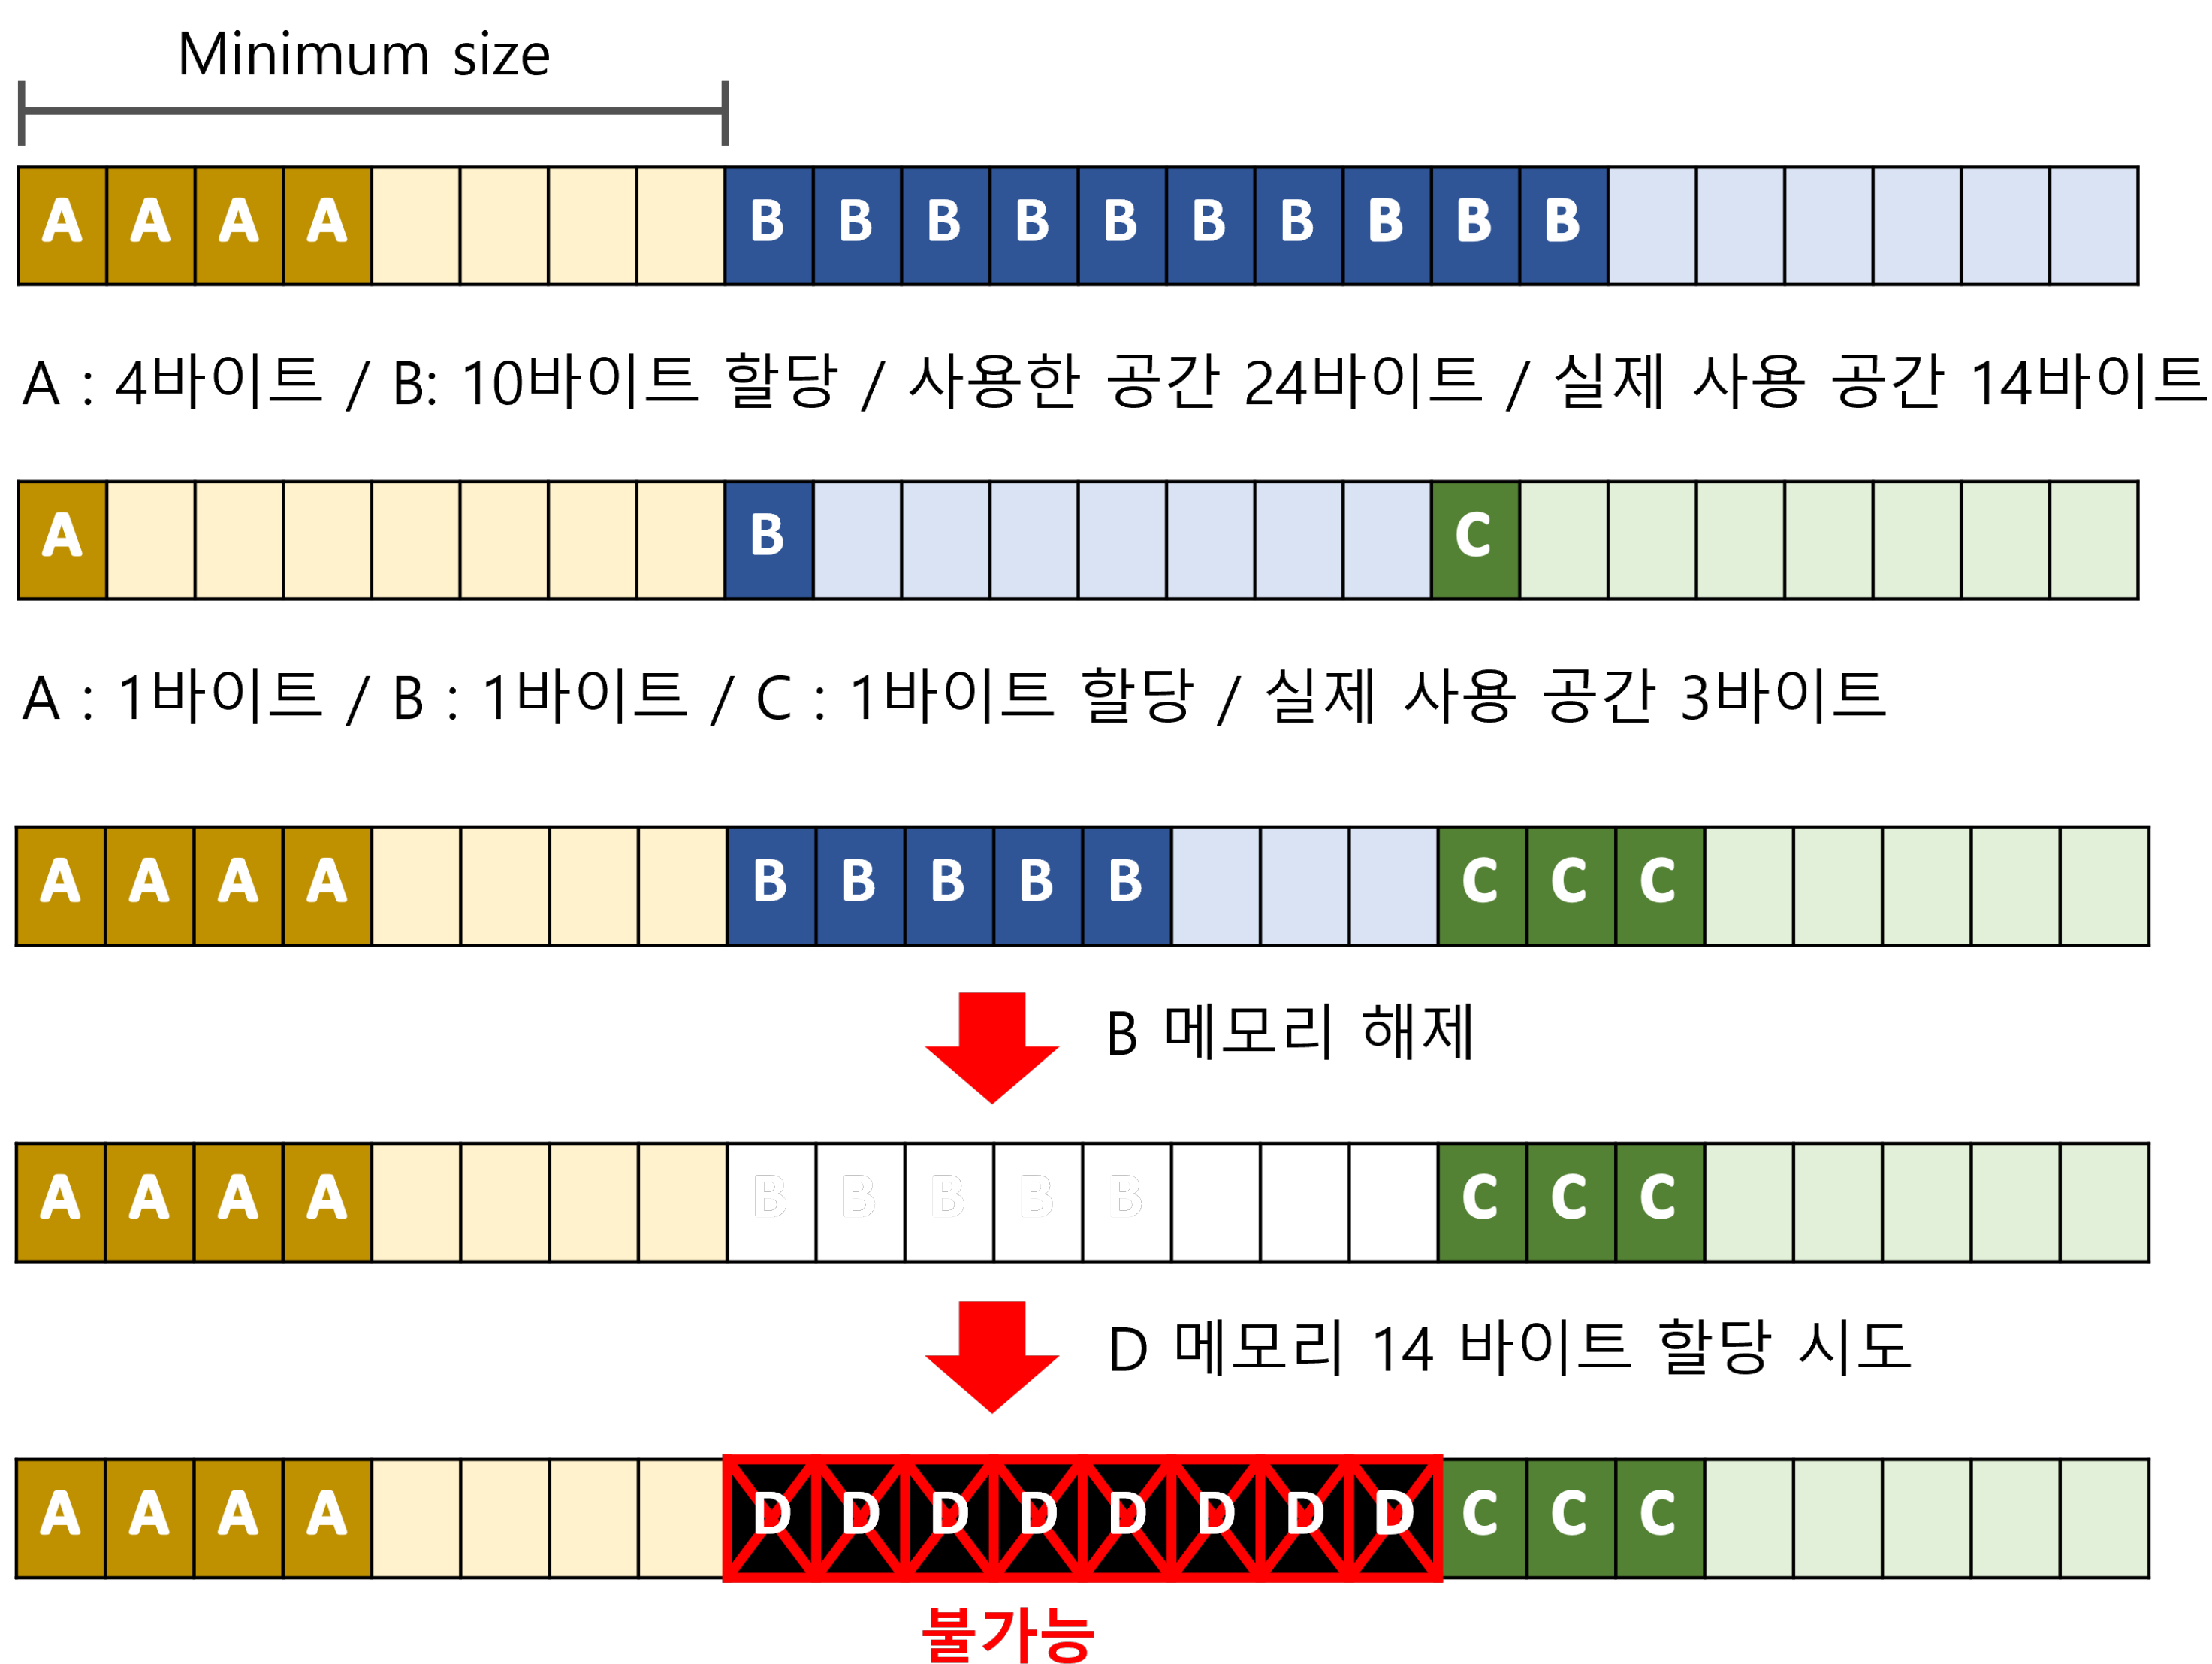 Minimum size
A A A A B B B B B B B B B B
A : 4바이트 / B: 10바이트 할당 / 사용한 공간 24바이트 / 실제 사용 공간 14바이트
A B C
A : 1바이트 / B : 1바이트 / C : 1바이트 할당 / 실제 사용 공간 3바이트
A A A A B B B B B C C C
B 메모리 해제
A A A A B B B B B C C C
D 메모리 14 바이트 할당 시도
A A A A D D D D D D D D C C C
불가능